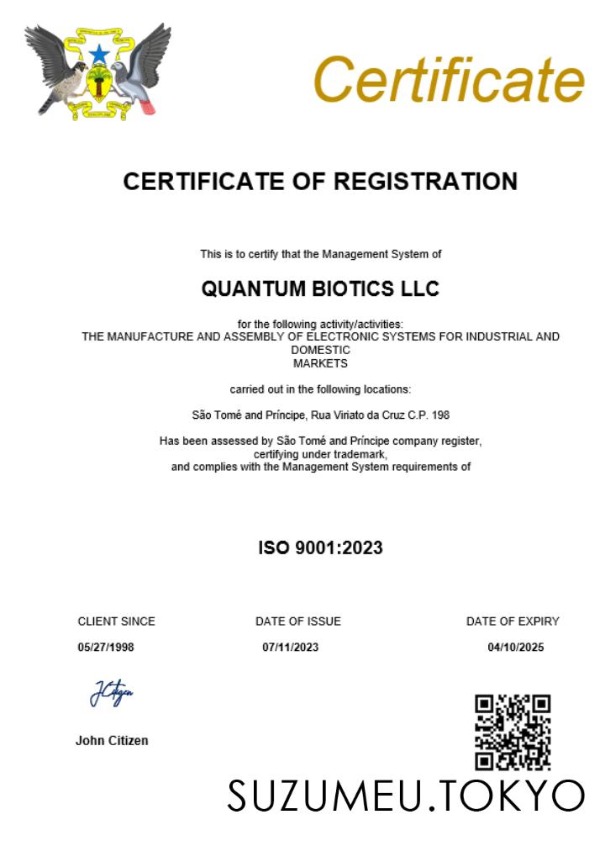 Certificate
CERTIFICATE OF REGISTRATION
This is to certify that the Management System of
QUANTUM BIOTICS LLC
for the following activity/activities:
THE MANUFACTURE AND ASSEMBLY OF ELECTRONIC SYSTEMS FOR INDUSTRIAL AND
DOMESTIC
MARKETS
carried out in the following locations:
São Tomé and Príncipe, Rua Viriato da Cruz C.P. 198
Has been assessed by São Tomé and Príncipe company register,
certifying under trademark,
and complies with the Management System requirements of
ISO 9001:2023
CLIENT SINCE DATE OF ISSUE DATE OF EXPIRY
05/27/1998 07/11/2023 04/10/2025
JCitizen
John Citizen
SUZUMEU.TOKYO